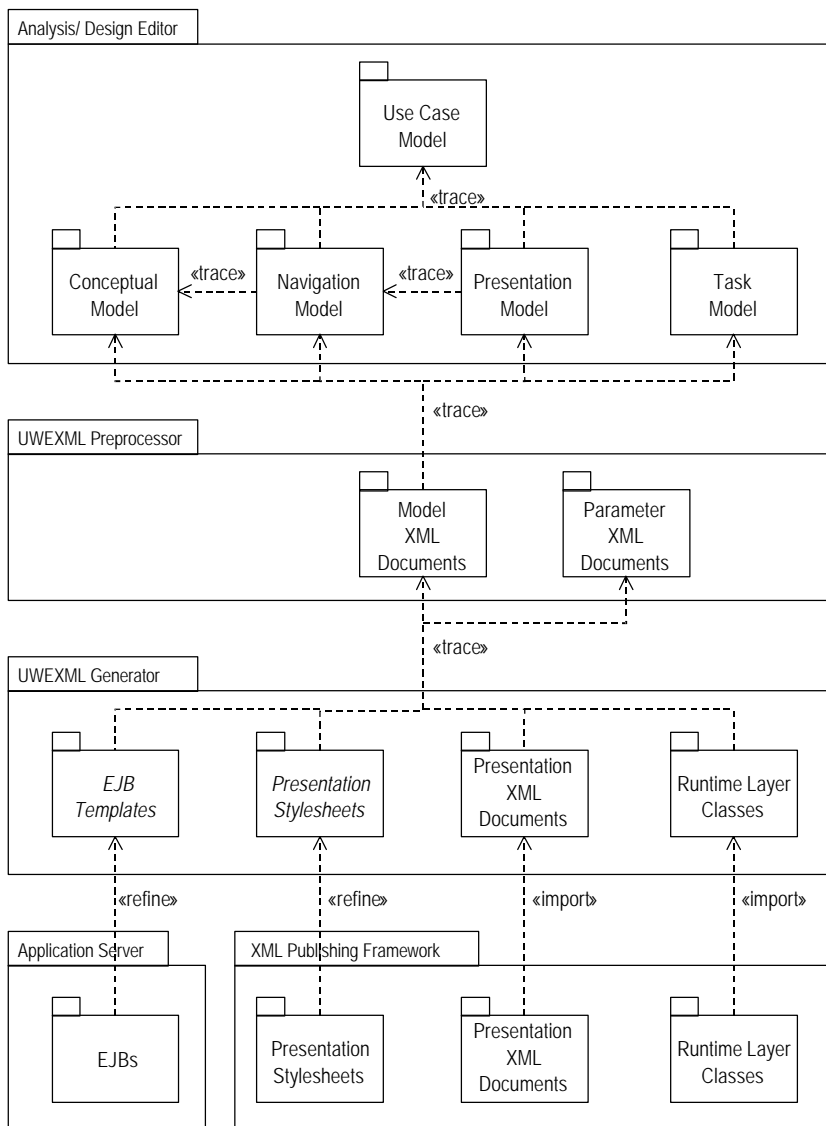 Analysis/ Design Editor
Use Case
Model
«trace»
Conceptual
Model
«trace»
Navigation
Model
«trace»
Presentation
Model
Task
Model
«trace»
UWEXML Preprocessor
Model
XML
Documents
Parameter
XML
Documents
«trace»
UWEXML Generator
EJB
Templates
Presentation
Stylesheets
Presentation
XML
Documents
Runtime Layer
Classes
«refine»
«refine»
«import»
«import»
Application Server
XML Publishing Framework
EJBs
Presentation
Stylesheets
Presentation
XML
Documents
Runtime Layer
Classes